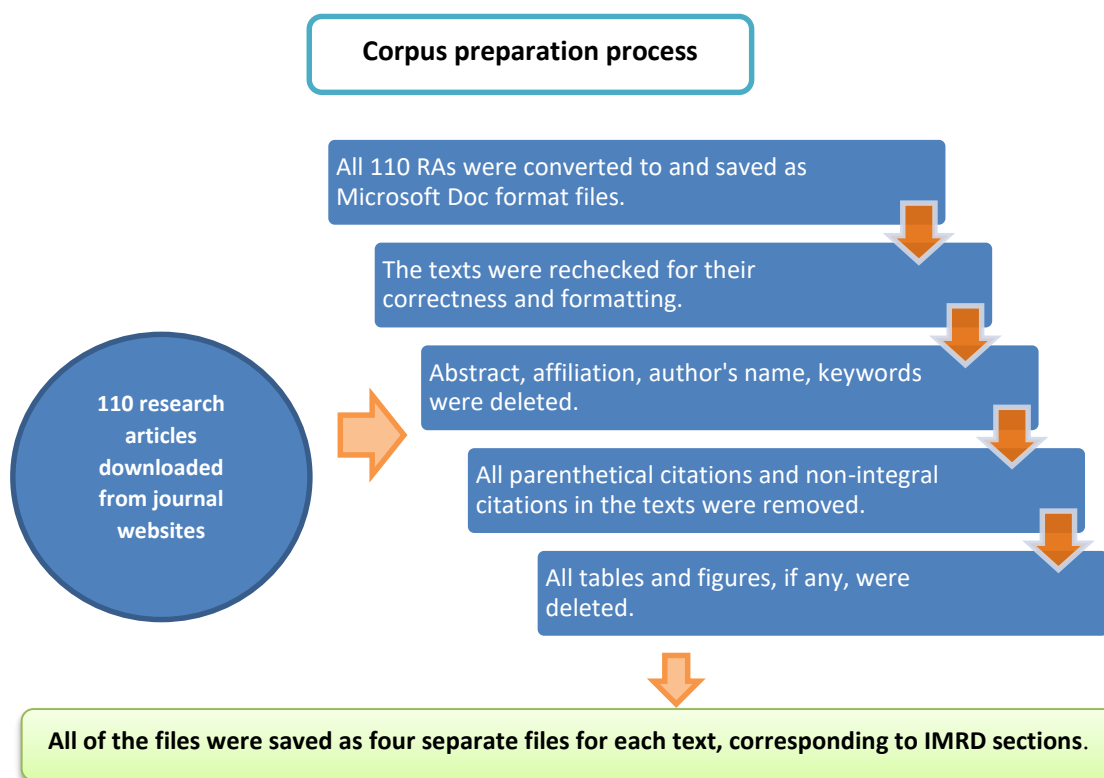 Corpus preparation process
All 110 RAs were converted to and saved as
Microsoft Doc format files.
The texts were rechecked for their
correctness and formatting.
110 research
articles
downloaded
from journal
websites
Abstract, affiliation, author's name, keywords
were deleted.
All parenthetical citations and non-integral
citations in the texts were removed.
All tables and figures, if any, were
deleted.
All of the files were saved as four separate files for each text, corresponding to IMRD sections.